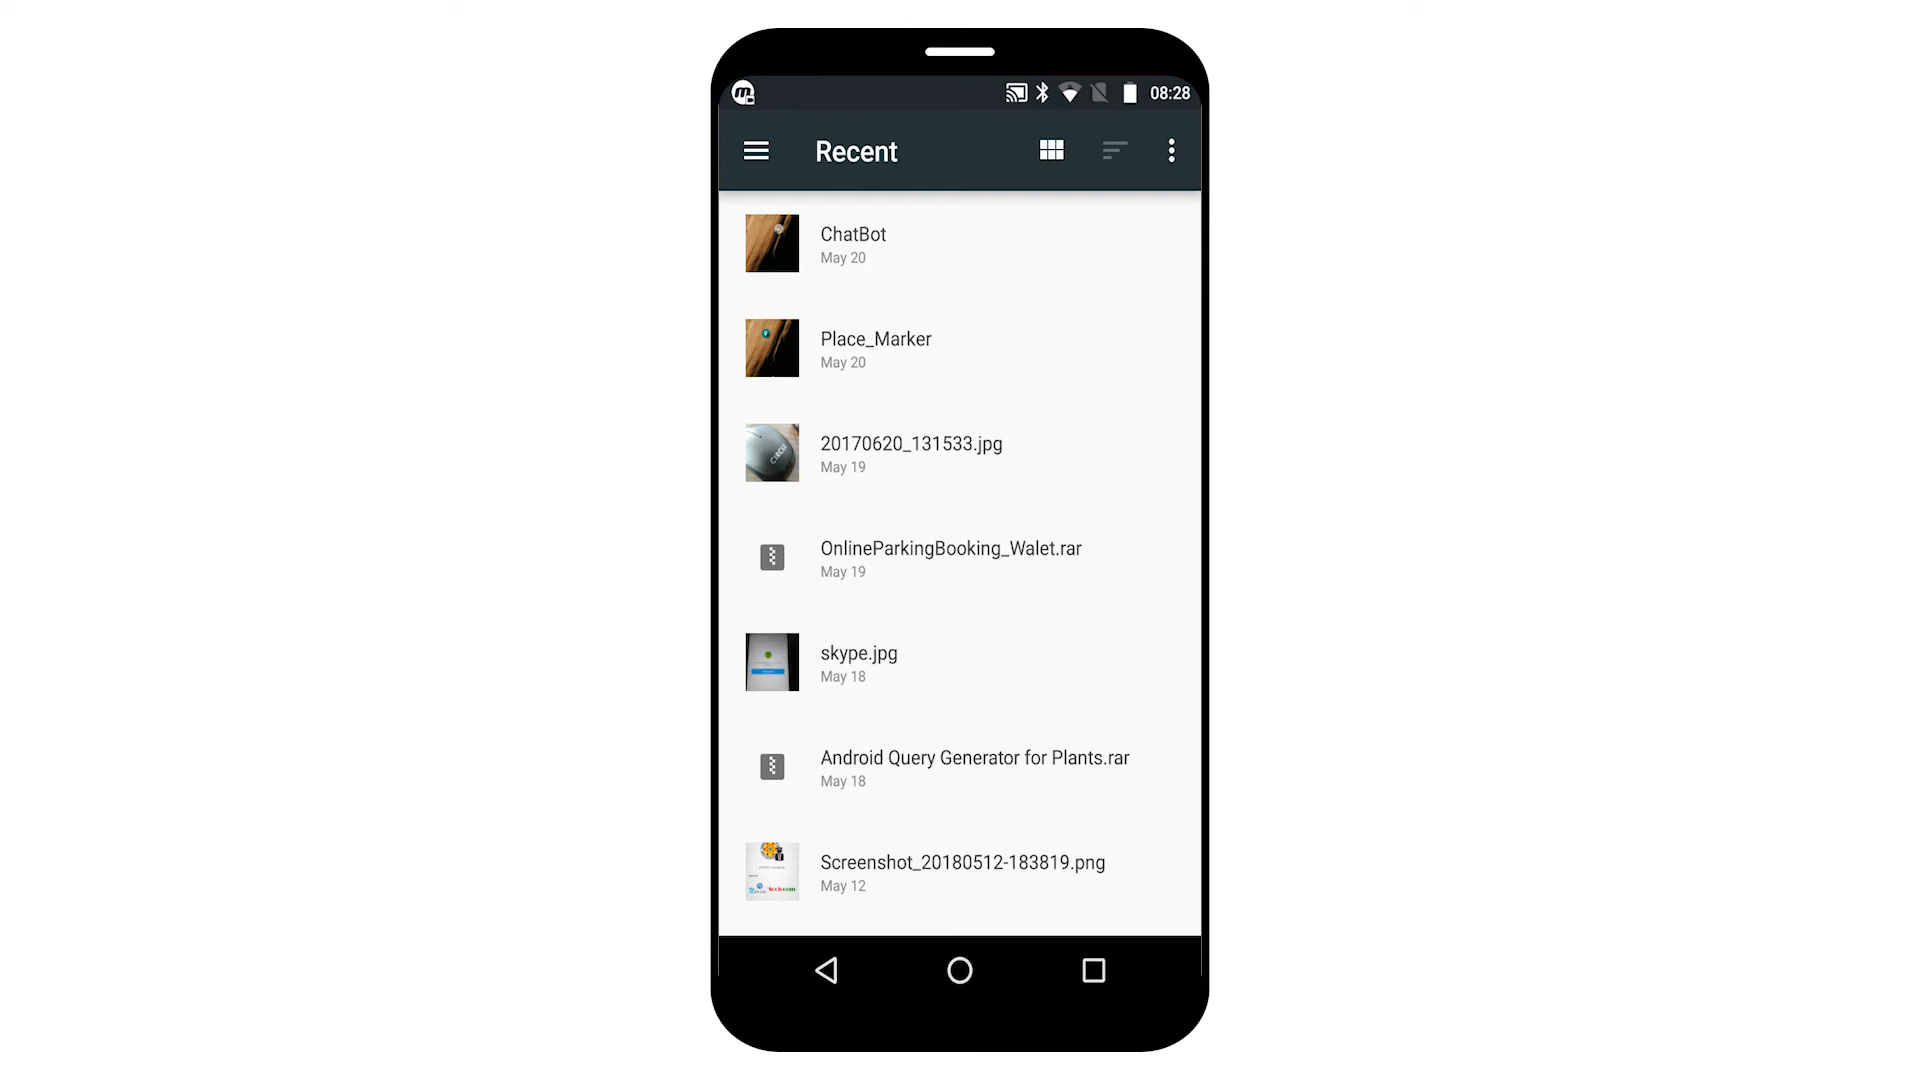 08:28
Recent
ChatBot
May 20
Place_Marker
May 20
20170620_131533.jpg
May 19
OnlineParkingBooking_Walet.rar
May 19
skype.jpg
May 18
Android Query Generator for Plants.rar
May 18
Screenshot_20180512-183819.png
May 12